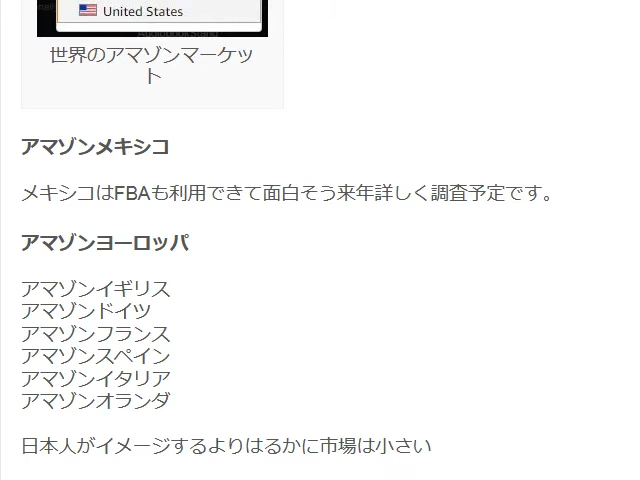 United States
世界のアマゾンマーケッ
ト
アマゾンメキシコ
メキシコはFBAも利用できて面白そう来年詳しく調査予定です。
アマゾンヨーロッパ
アマゾンイギリス
アマゾンドイツ
アマゾンフランス
アマゾンスペイン
アマゾンイタリア
アマゾンオランダ
日本人がイメージするよりはるかに市場は小さい